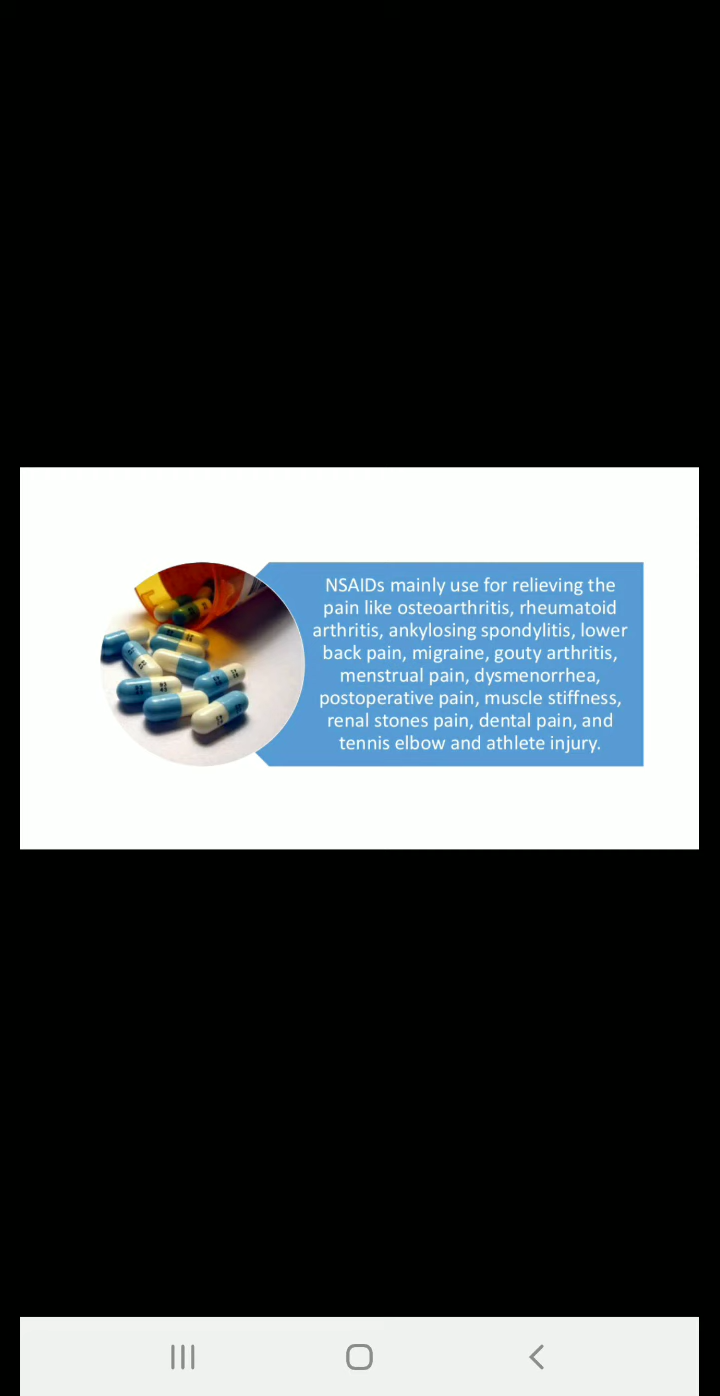 NSAIDs mainly use for relieving the
pain like osteoarthritis, rheumatoid
arthritis, ankylosing spondylitis, lower
back pain, migraine, gouty arthritis,
menstrual pain, dysmenorrhea,
postoperative pain, muscle stiffness,
renal stones pain, dental pain, and
tennis elbow and athlete injury.